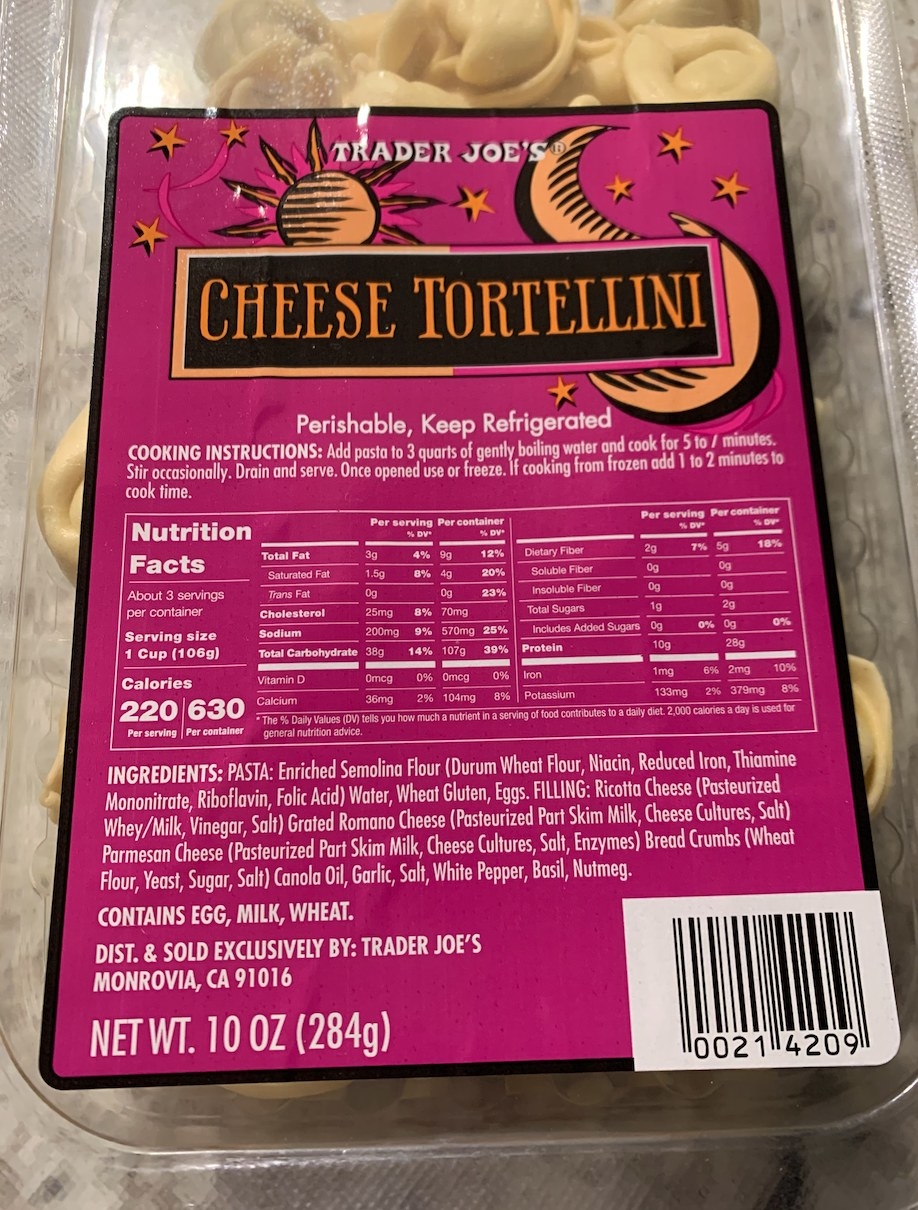 TRADER JOE'S®
CHEESE TORTELLINI
Perishable, Keep Refrigerated
COOKING INSTRUCTIONS: Add pasta to 3 quarts of gently boiling water and cook for 5 to 7 minutes.
Stir occasionally. Drain and serve. Once opened use or freeze. If cooking from frozen add 1 to 2 minutes to
cook time.
Nutrition
Facts
About 3 servings
per container
Serving size
1 Cup (106g)
Calories
220 630
Per serving Per container
Per serving Per container
% DV* % DV*
Total Fat 3g 4% 9g 12%
Saturated Fat 1.5g 8% 4g 20%
Trans Fat 0g 0g 23%
Cholesterol 25mg 8% 70mg
Sodium 200mg 9% 570mg 25%
Total Carbohydrate 38g 14% 107g 39%
Vitamin D 0mcg 0% 0mcg 0%
Calcium 36mg 2% 104mg 8%
Per serving Per container
% DV* % DV*
Dietary Fiber 2g 7% 5g 18%
Soluble Fiber 0g 0g
Insoluble Fiber 0g 0g
Total Sugars 1g 2g
Includes Added Sugars 0g 0% 0g 0%
Protein 10g 28g
Iron 1mg 6% 2mg 10%
Potassium 133mg 2% 379mg 8%
* The % Daily Values (DV) tells you how much a nutrient in a serving of food contributes to a daily diet. 2,000 calories a day is used for
general nutrition advice.
INGREDIENTS: PASTA: Enriched Semolina Flour (Durum Wheat Flour, Niacin, Reduced Iron, Thiamine
Mononitrate, Riboflavin, Folic Acid) Water, Wheat Gluten, Eggs. FILLING: Ricotta Cheese (Pasteurized
Whey/Milk, Vinegar, Salt) Grated Romano Cheese (Pasteurized Part Skim Milk, Cheese Cultures, Salt)
Parmesan Cheese (Pasteurized Part Skim Milk, Cheese Cultures, Salt, Enzymes) Bread Crumbs (Wheat
Flour, Yeast, Sugar, Salt) Canola Oil, Garlic, Salt, White Pepper, Basil, Nutmeg.
CONTAINS EGG, MILK, WHEAT.
DIST. & SOLD EXCLUSIVELY BY: TRADER JOE'S
MONROVIA, CA 91016
NET WT. 10 OZ (284g)
0021 4209